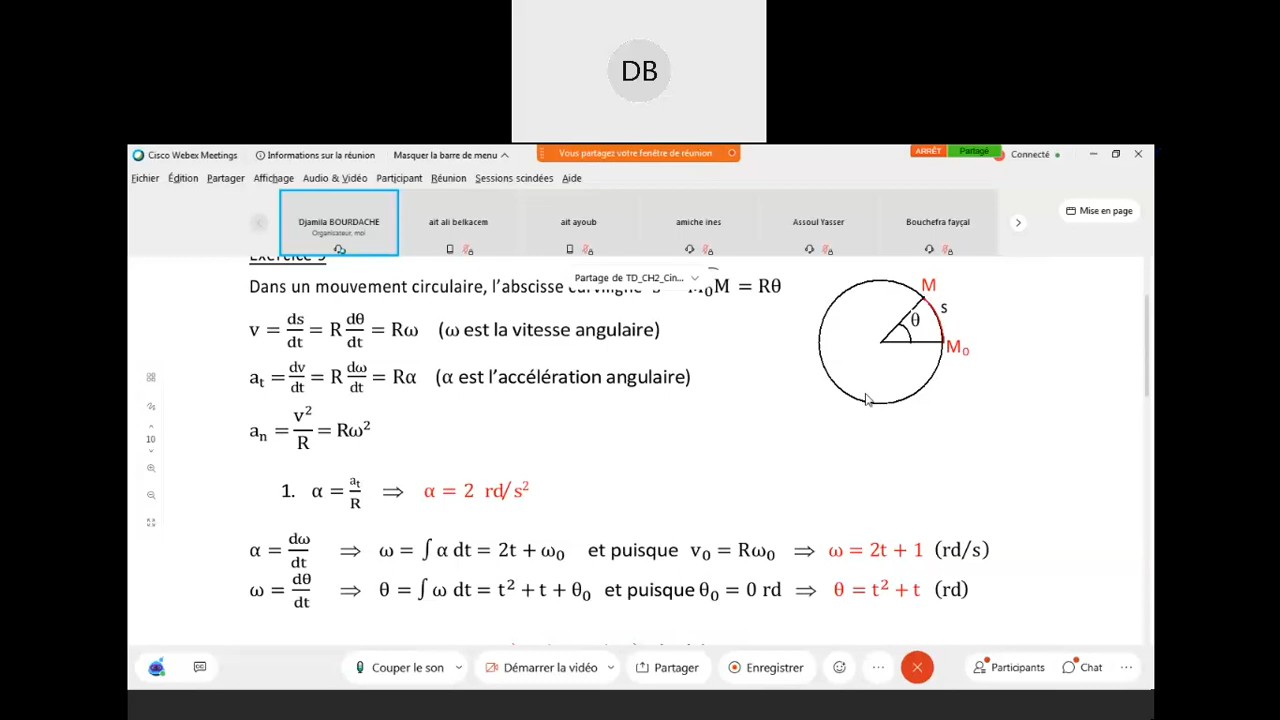 DB
Cisco Webex Meetings
Informations sur la réunion
Masquer la barre de menu
Vous partagez votre fenêtre de réunion
ARRÊT
Partagé
Connecté
Fichier Édition Partager Affichage Audio & Vidéo Participant Réunion Sessions scindées Aide
Djamila BOURDACHE
Organisateur, moi
ait ali belkacem
ait ayoub
amiche ines
Assoul Yasser
Bouchefra fayçal
Mise en page
Partage de TD_CH2_Cin...
Dans un mouvement circulaire, l'abscisse M₀M = Rθ
v = ds/dt = R dθ/dt = Rω (ω est la vitesse angulaire)
aₜ = dv/dt = R dω/dt = Rα (α est l'accélération angulaire)
aₙ = v²/R = Rω²
M
s
θ
M₀
10
1. α = aₜ/R ⟹ α = 2 rd/s²
α = dω/dt ⟹ ω = ∫ α dt = 2t + ω₀ et puisque v₀ = Rω₀ ⟹ ω = 2t + 1 (rd/s)
ω = dθ/dt ⟹ θ = ∫ ω dt = t² + t + θ₀ et puisque θ₀ = 0 rd ⟹ θ = t² + t (rd)
Couper le son
Démarrer la vidéo
Partager
Enregistrer
Participants
Chat